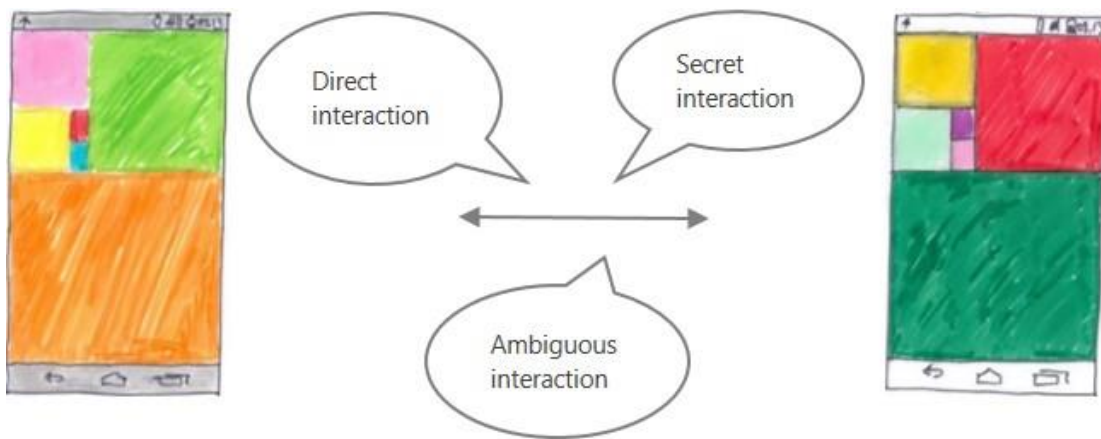 Direct
interaction
Secret
interaction
Ambiguous
interaction